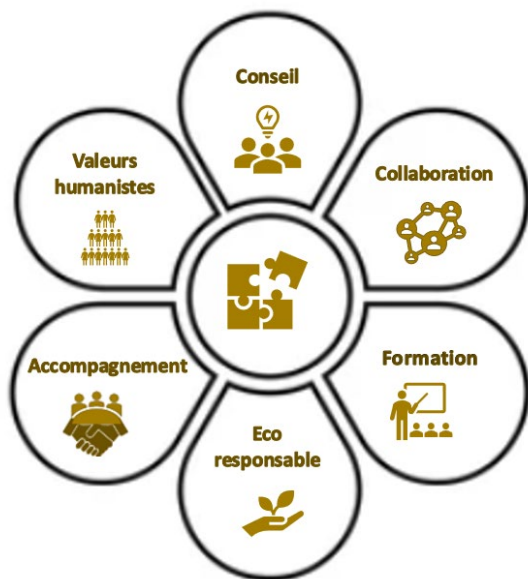 Conseil
Collaboration
Formation
Eco
responsable
Accompagnement
Valeurs
humanistes